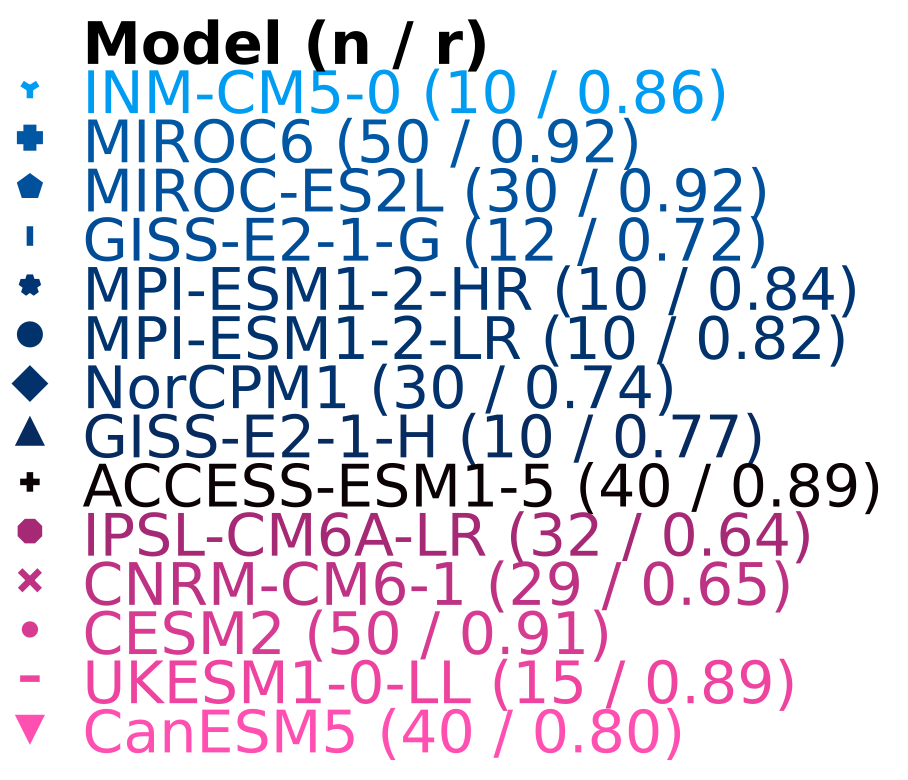 Model (n / r)
INM-CM5-0 (10 / 0.86)
MIROC6 (50 / 0.92)
MIROC-ES2L (30 / 0.92)
GISS-E2-1-G (12 / 0.72)
MPI-ESM1-2-HR (10 / 0.84)
MPI-ESM1-2-LR (10 / 0.82)
NorCPM1 (30 / 0.74)
GISS-E2-1-H (10 / 0.77)
ACCESS-ESM1-5 (40 / 0.89)
IPSL-CM6A-LR (32 / 0.64)
CNRM-CM6-1 (29 / 0.65)
CESM2 (50 / 0.91)
UKESM1-0-LL (15 / 0.89)
CanESM5 (40 / 0.80)